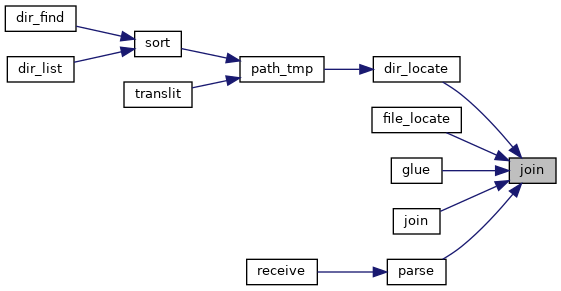 dir_find
sort
dir_list
path_tmp
dir_locate
translit
file_locate
glue
join
join
receive
parse